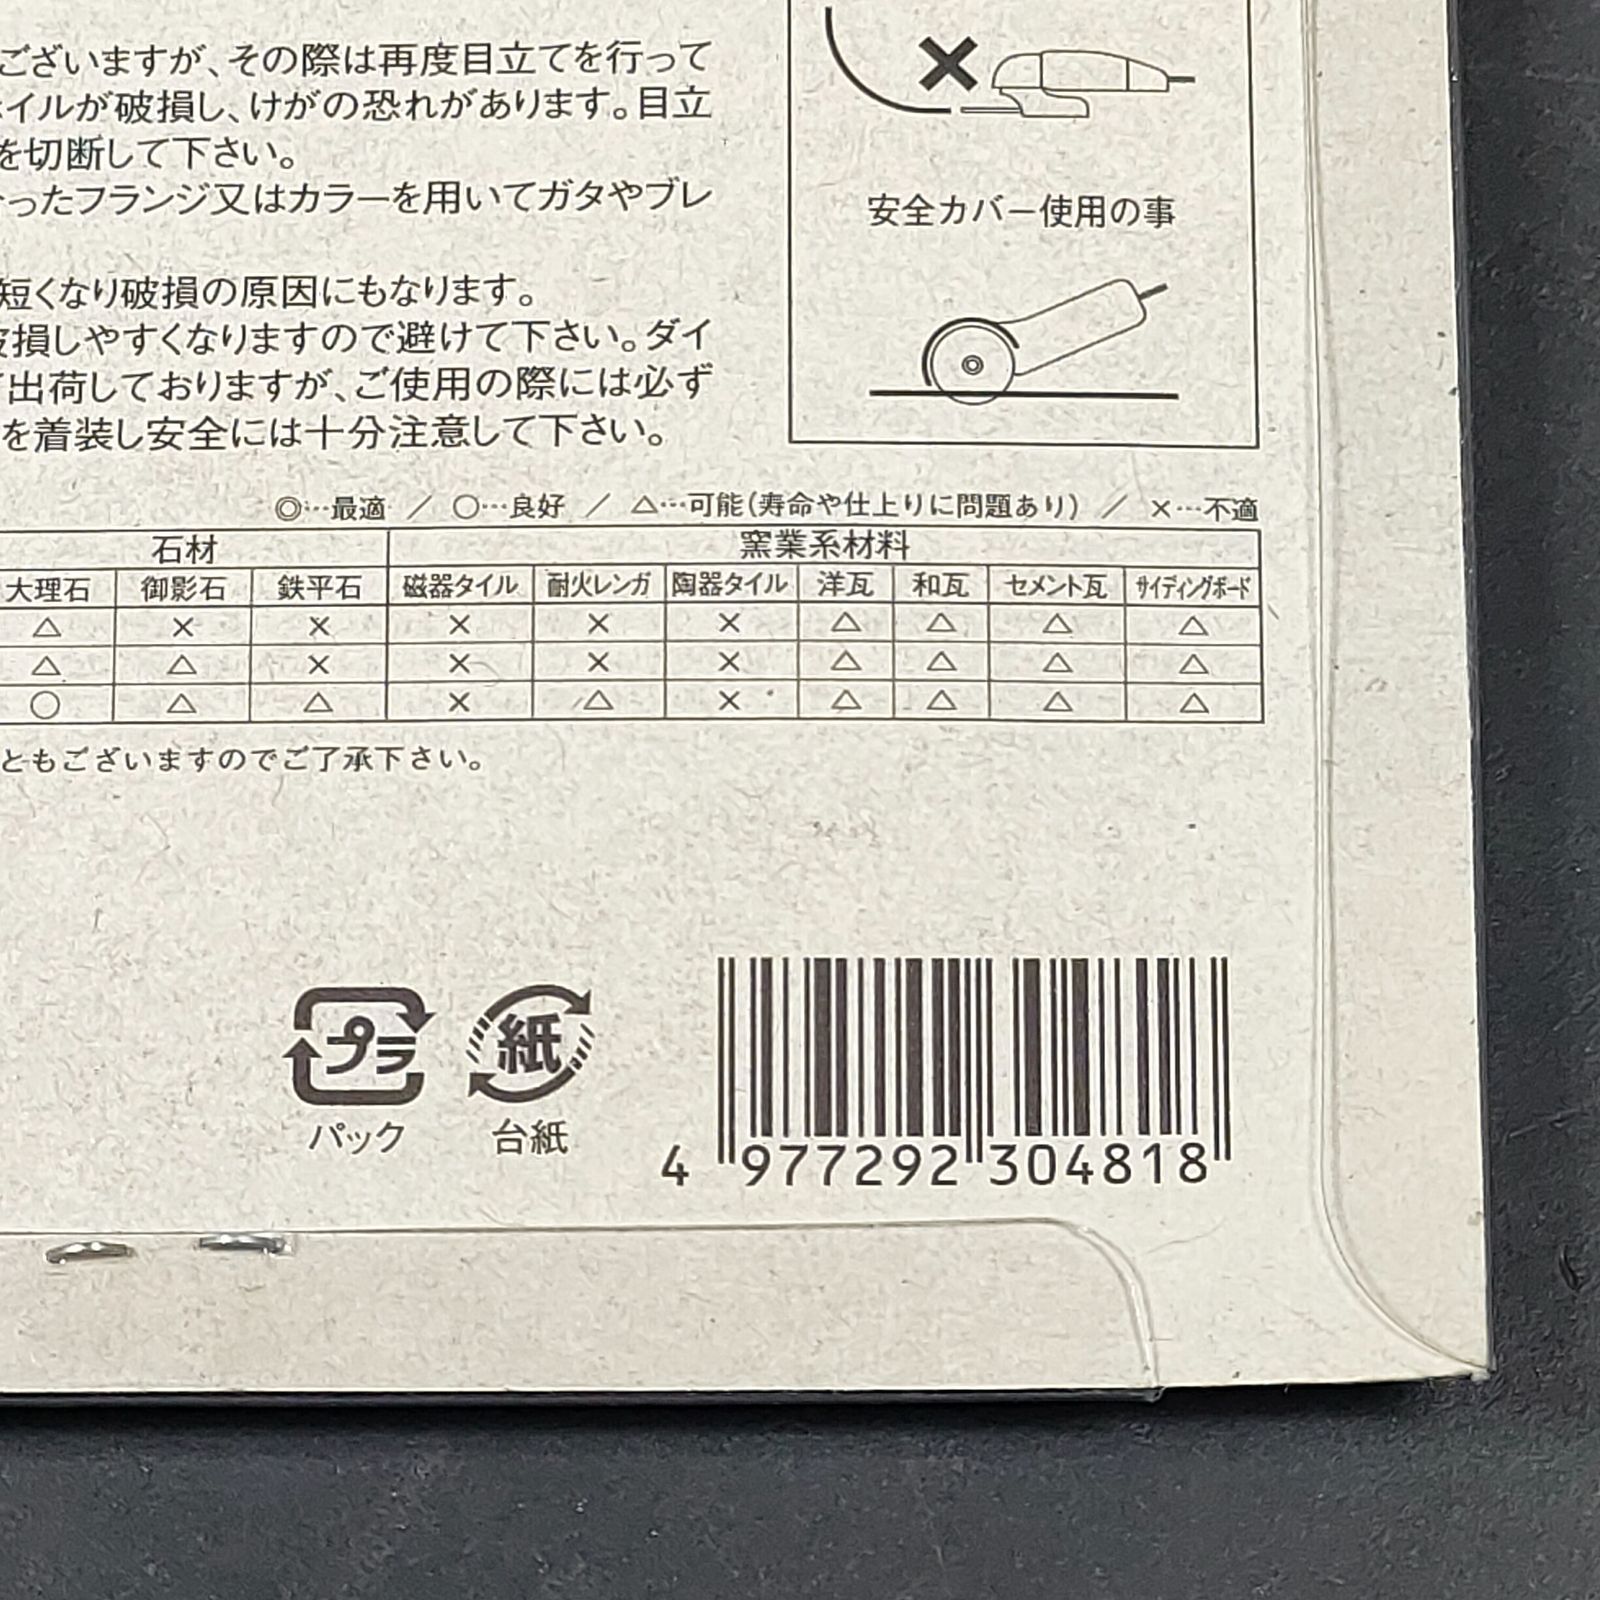 ございますが、その際は再度目立てを行って
イルが破損し、けがの恐れがあります。目立
を切断して下さい。
ったフランジ又はカラーを用いてガタやブレ
短くなり破損の原因にもなります。
損しやすくなりますので避けて下さい。ダイ
出荷しておりますが、ご使用の際には必ず
を着装し安全には十分注意して下さい。
安全カバー使用の事
◎…最適 ／ ○…良好 ／ △…可能(寿命や仕上りに問題あり) ／ ×…不適
石材 窯業系材料
大理石 御影石 鉄平石 磁器タイル 耐火レンガ 陶器タイル 洋瓦 和瓦 セメント瓦 サイディングボード
△ × × × × × △ △ △ △
△ △ × × × × △ △ △ △
○ △ △ × △ × △ △ △ △
ともございますのでご了承下さい。
プラ
パック
紙
台紙
4 977292 304818